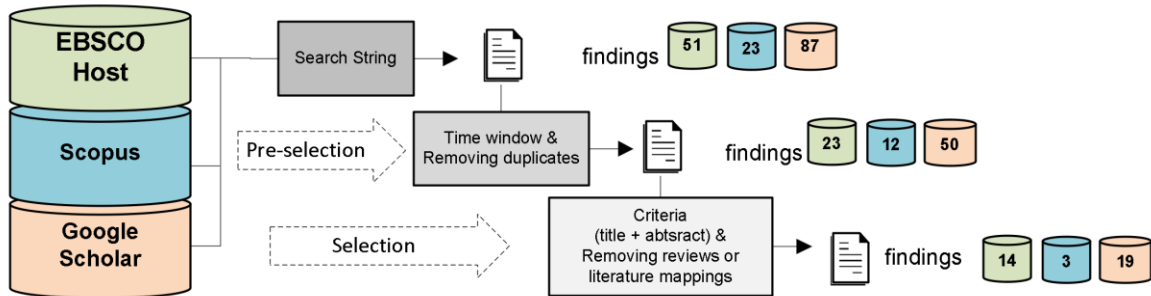 EBSCO
Host
Scopus
Google
Scholar
Search String
findings
51
23
87
Pre-selection
Time window &
Removing duplicates
findings
23
12
50
Selection
Criteria
(title + abtsract) &
Removing reviews or
literature mappings
findings
14
3
19